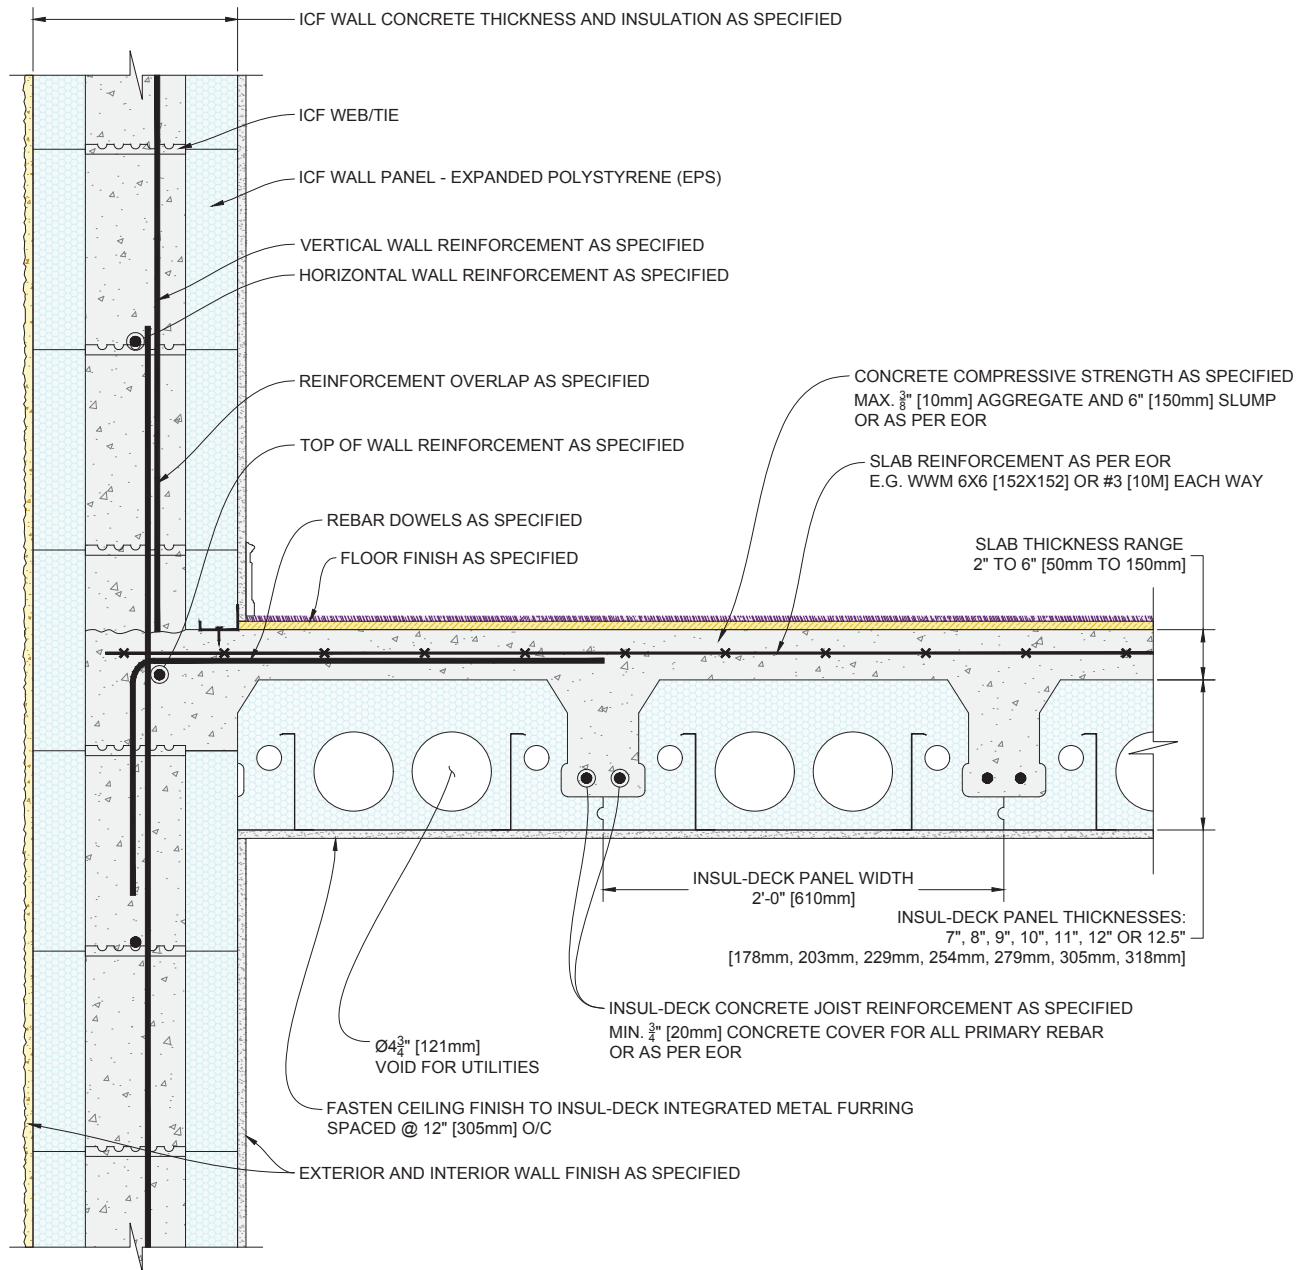 ICF WALL CONCRETE THICKNESS AND INSULATION AS SPECIFIED
ICF WEB/TIE
ICF WALL PANEL - EXPANDED POLYSTYRENE (EPS)
VERTICAL WALL REINFORCEMENT AS SPECIFIED
HORIZONTAL WALL REINFORCEMENT AS SPECIFIED
REINFORCEMENT OVERLAP AS SPECIFIED
TOP OF WALL REINFORCEMENT AS SPECIFIED
REBAR DOWELS AS SPECIFIED
FLOOR FINISH AS SPECIFIED
CONCRETE COMPRESSIVE STRENGTH AS SPECIFIED
MAX. 3/8" [10mm] AGGREGATE AND 6" [150mm] SLUMP
OR AS PER EOR
SLAB REINFORCEMENT AS PER EOR
E.G. WWM 6X6 [152X152] OR #3 [10M] EACH WAY
SLAB THICKNESS RANGE
2" TO 6" [50mm TO 150mm]
INSUL-DECK PANEL WIDTH
2'-0" [610mm]
INSUL-DECK PANEL THICKNESSES:
7", 8", 9", 10", 11", 12" OR 12.5"
[178mm, 203mm, 229mm, 254mm, 279mm, 305mm, 318mm]
INSUL-DECK CONCRETE JOIST REINFORCEMENT AS SPECIFIED
MIN. 3/4" [20mm] CONCRETE COVER FOR ALL PRIMARY REBAR
OR AS PER EOR
Ø4 3/4" [121mm]
VOID FOR UTILITIES
FASTEN CEILING FINISH TO INSUL-DECK INTEGRATED METAL FURRING
SPACED @ 12" [305mm] O/C
EXTERIOR AND INTERIOR WALL FINISH AS SPECIFIED